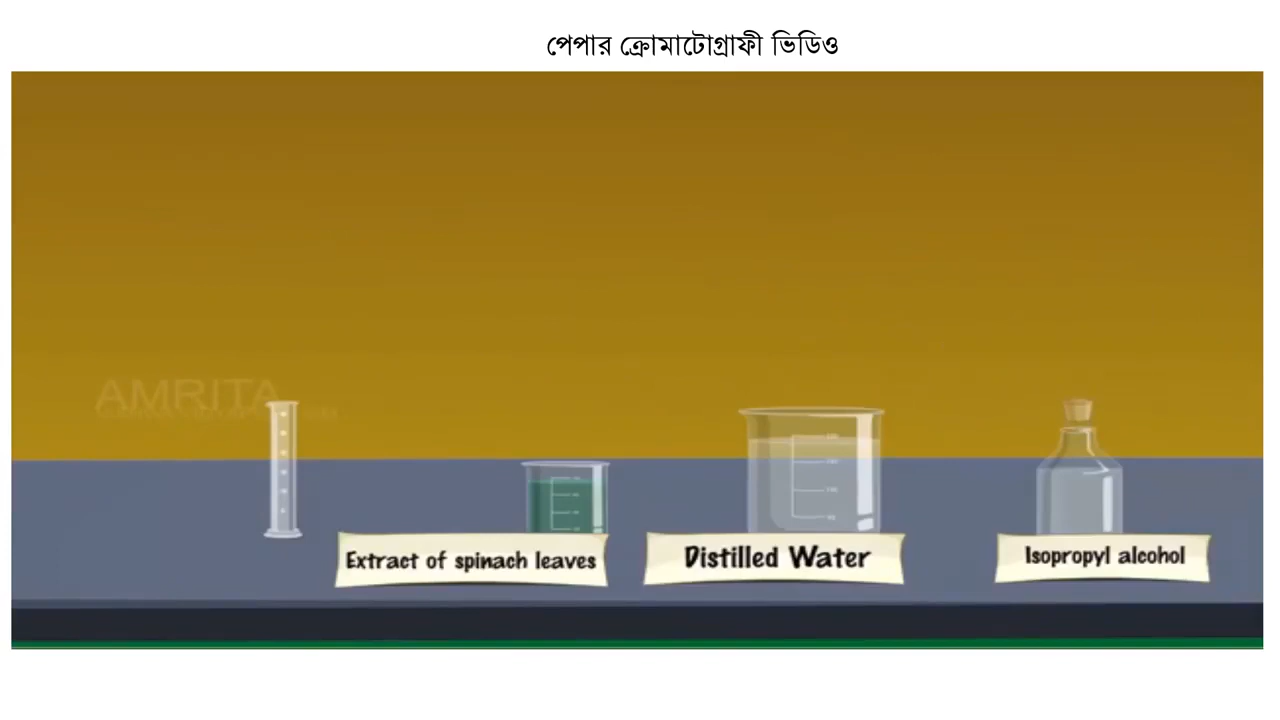 পেপার ক্রোমাটোগ্রাফী ভিডিও
AMRITA
Extract of spinach leaves
Distilled Water
Isopropyl alcohol